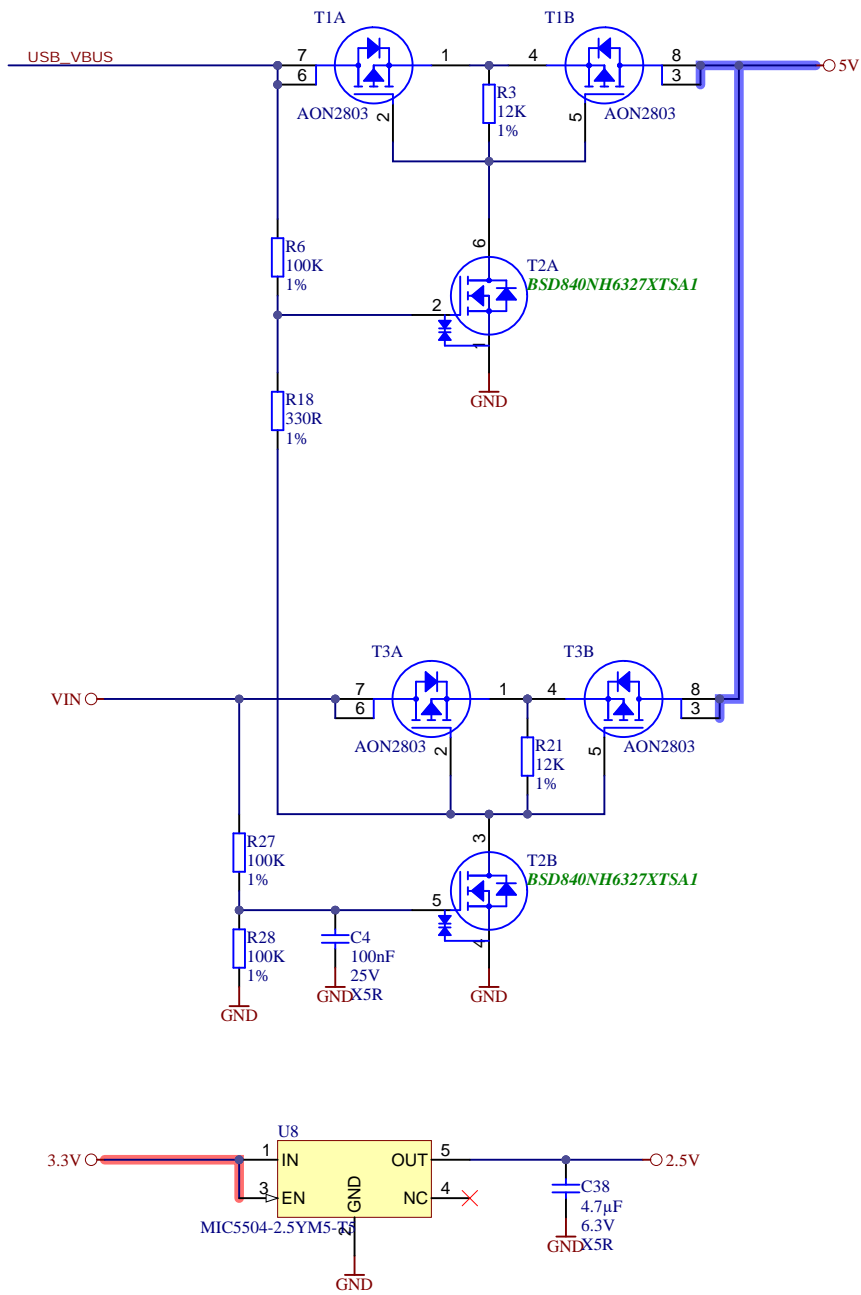 T1A
T1B
USB_VBUS
7
1
4
8
5V
6
3
R3
12K
1%
AON2803
2
5
AON2803
6
R6
100K
1%
T2A
BSD840NH6327XTSA1
2
1
GND
R18
330R
1%
T3A
T3B
VIN
7
1
4
8
6
3
R21
12K
1%
AON2803
2
5
AON2803
3
R27
100K
1%
T2B
BSD840NH6327XTSA1
5
4
R28
100K
1%
C4
100nF
25V
X5R
GND
GND
GND
U8
3.3V
1
IN
OUT
5
2.5V
3
EN
GND
NC
4
MIC5504-2.5YM5-T5
2
C38
4.7µF
6.3V
X5R
GND
GND